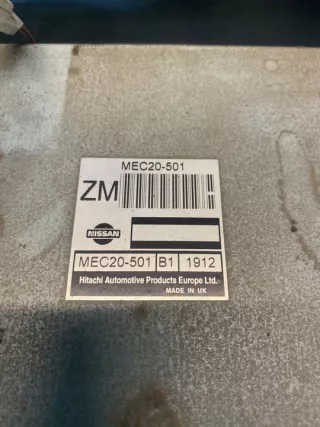 MEC20-501
ZM
NISSAN
MEC20-501 B1 1912
Hitachi Automotive Products Europe Ltd.
MADE IN UK